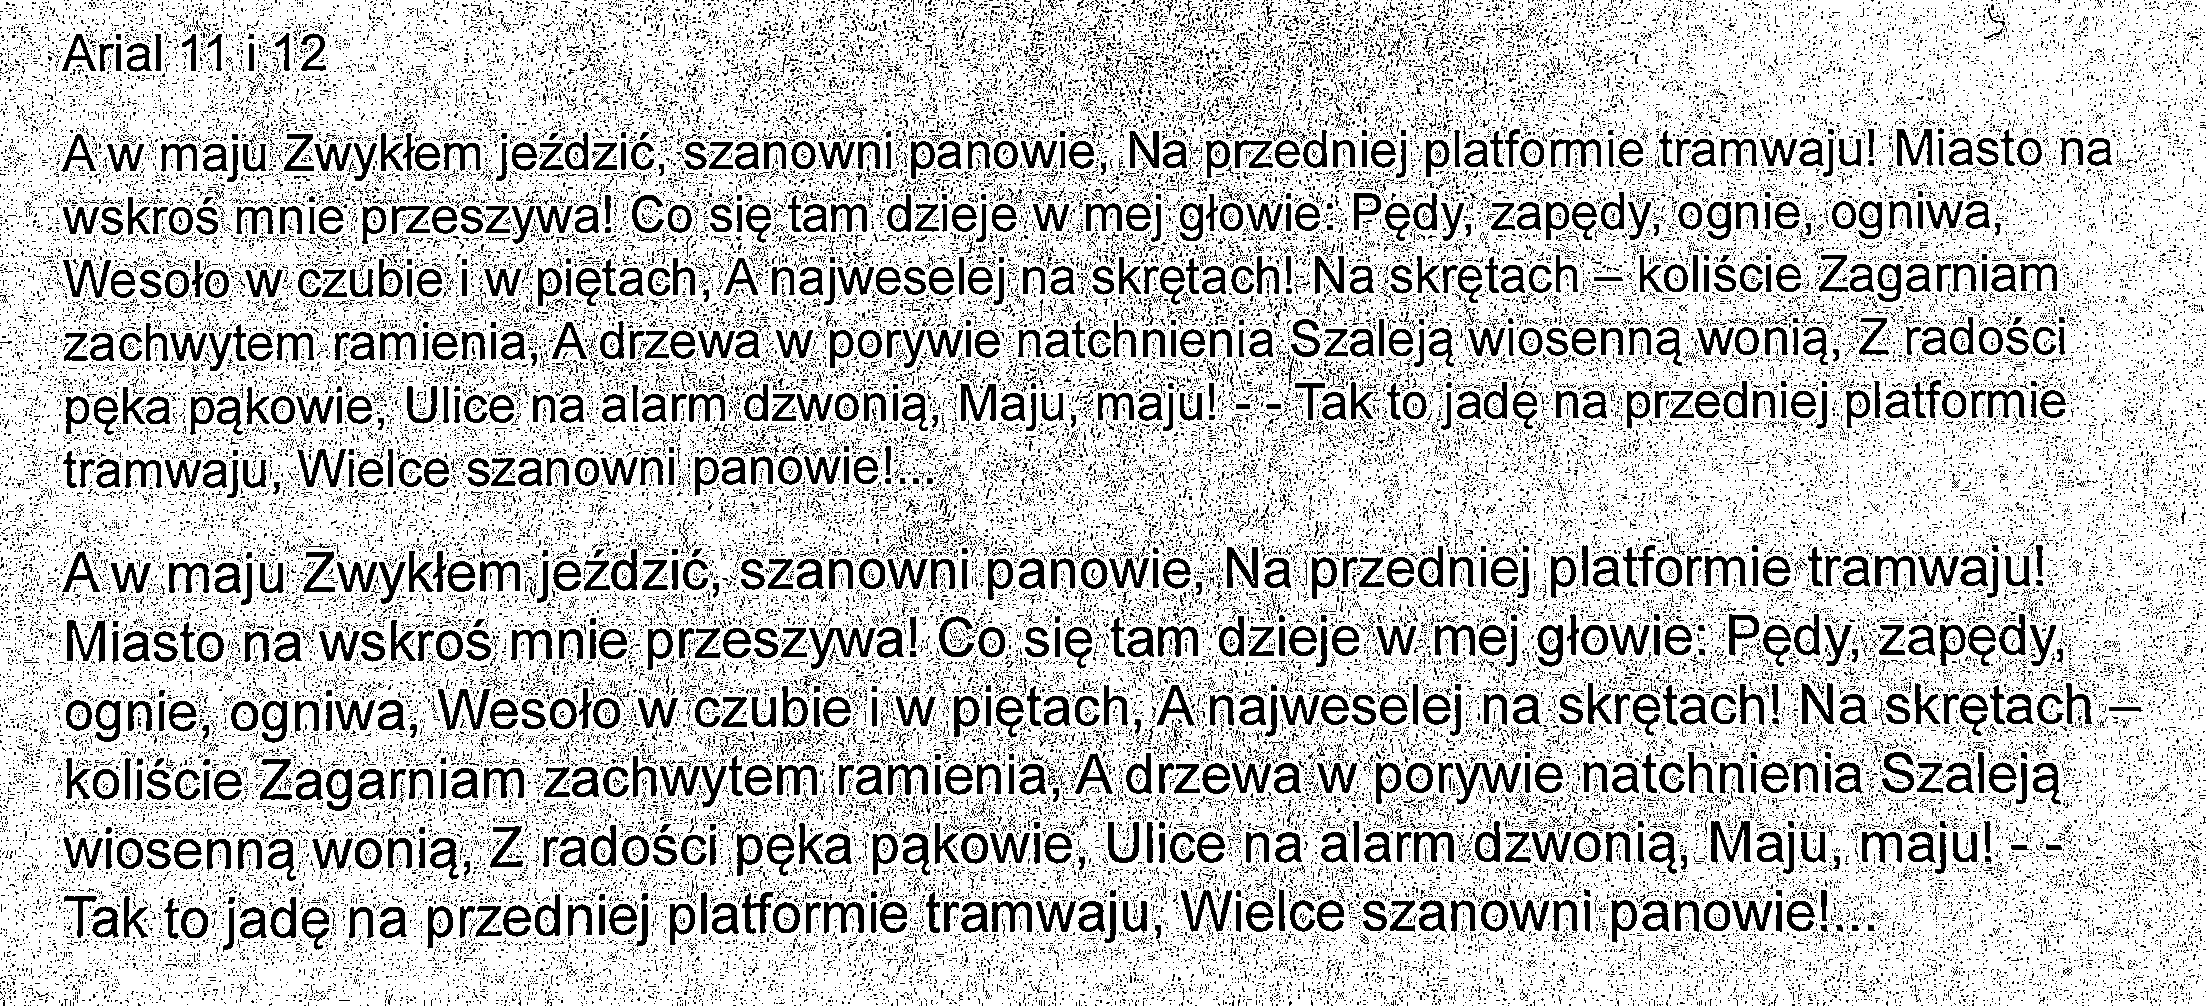 Arial 11 i 12
A w maju Zwykłem jeździć, szanowni panowie, Na przedniej platformie tramwaju! Miasto na
wskroś mnie przeszywa! Co się tam dzieje w mej głowie: Pędy, zapędy, ognie, ogniwa,
Wesoło w czubie i w piętach, A najweselej na skrętach! Na skrętach – koliście Zagarniam
zachwytem ramienia, A drzewa w porywie natchnienia Szaleją wiosenną wonią, Z radości
pęka pąkowie, Ulice na alarm dzwonią, Maju, maju! - - Tak to jadę na przedniej platformie
tramwaju, Wielce szanowni panowie!...
A w maju Zwykłem jeździć, szanowni panowie, Na przedniej platformie tramwaju!
Miasto na wskroś mnie przeszywa! Co się tam dzieje w mej głowie: Pędy, zapędy,
ognie, ogniwa, Wesoło w czubie i w piętach, A najweselej na skrętach! Na skrętach –
koliście Zagarniam zachwytem ramienia, A drzewa w porywie natchnienia Szaleją
wiosenną wonią, Z radości pęka pąkowie, Ulice na alarm dzwonią, Maju, maju! - -
Tak to jadę na przedniej platformie tramwaju, Wielce szanowni panowie!...